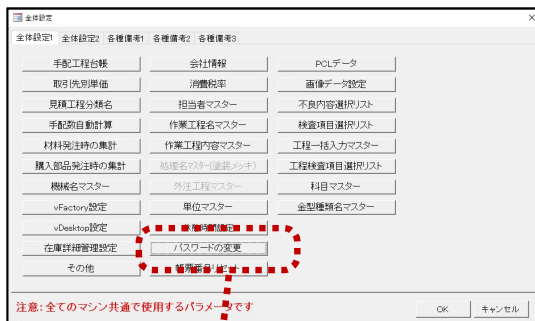 全体設定
全体設定1 全体設定2 各種備考1 各種備考2 各種備考3
手配工程台帳 会社情報 PCLデータ
取引先別単価 消費税率 画像データ設定
見積工程分類名 担当者マスター 不良内容選択リスト
手配数自動計算 作業工程名マスター 検査項目選択リスト
材料発注時の集計 作業工程内容マスター 工程一括入力マスター
購入部品発注時の集計 処理名マスター(塗装メッキ) 工程検査項目選択リスト
機械名マスター 外注工程マスター 科目マスター
vFactory設定 単位マスター 金型種類名マスター
vDesktop設定
在庫詳細管理設定 パスワードの変更
その他 帳票番号リセット
注意：全てのマシン共通で使用するパラメータです
OK キャンセル